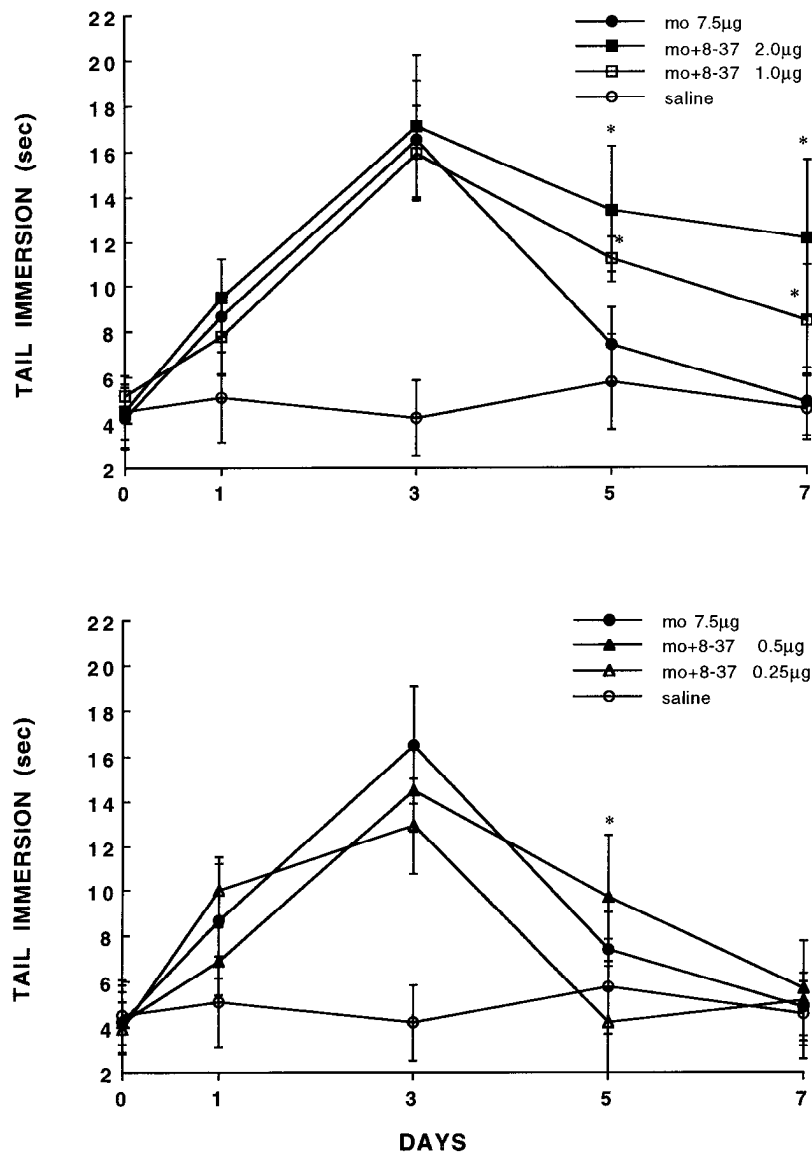 22
20
18
16
14
12
10
8
6
4
2
TAIL IMMERSION (sec)
mo 7.5µg
mo+8-37 2.0µg
mo+8-37 1.0µg
saline
*
*
*
*
0 1 3 5 7
22
20
18
16
14
12
10
8
6
4
2
TAIL IMMERSION (sec)
mo 7.5µg
mo+8-37 0.5µg
mo+8-37 0.25µg
saline
*
0 1 3 5 7
DAYS